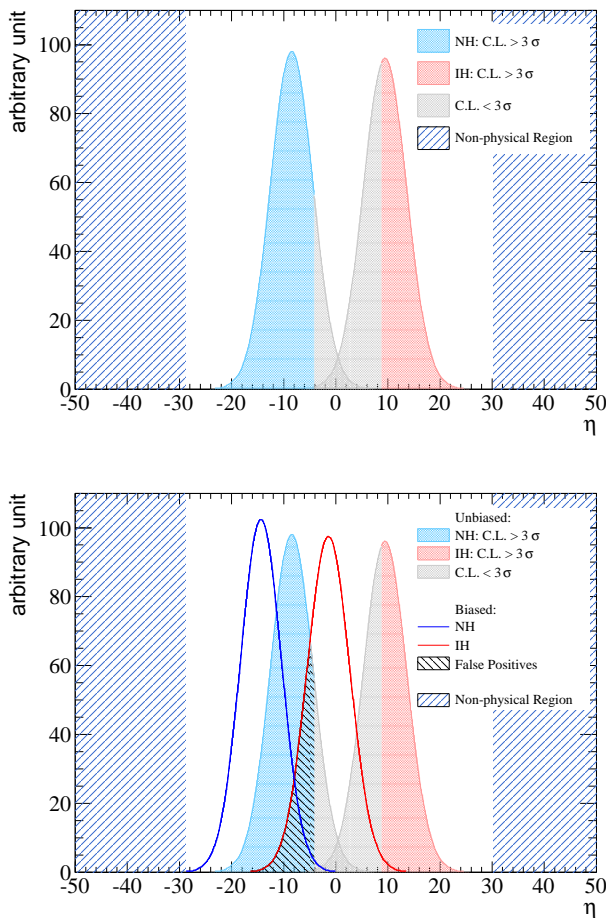 arbitrary unit
100
80
60
40
20
0
-50 -40 -30 -20 -10 0 10 20 30 40 50
η
NH: C.L. > 3 σ
IH: C.L. > 3 σ
C.L. < 3 σ
Non-physical Region
arbitrary unit
100
80
60
40
20
0
-50 -40 -30 -20 -10 0 10 20 30 40 50
η
Unbiased:
NH: C.L. > 3 σ
IH: C.L. > 3 σ
C.L. < 3 σ
Biased:
NH
IH
False Positives
Non-physical Region